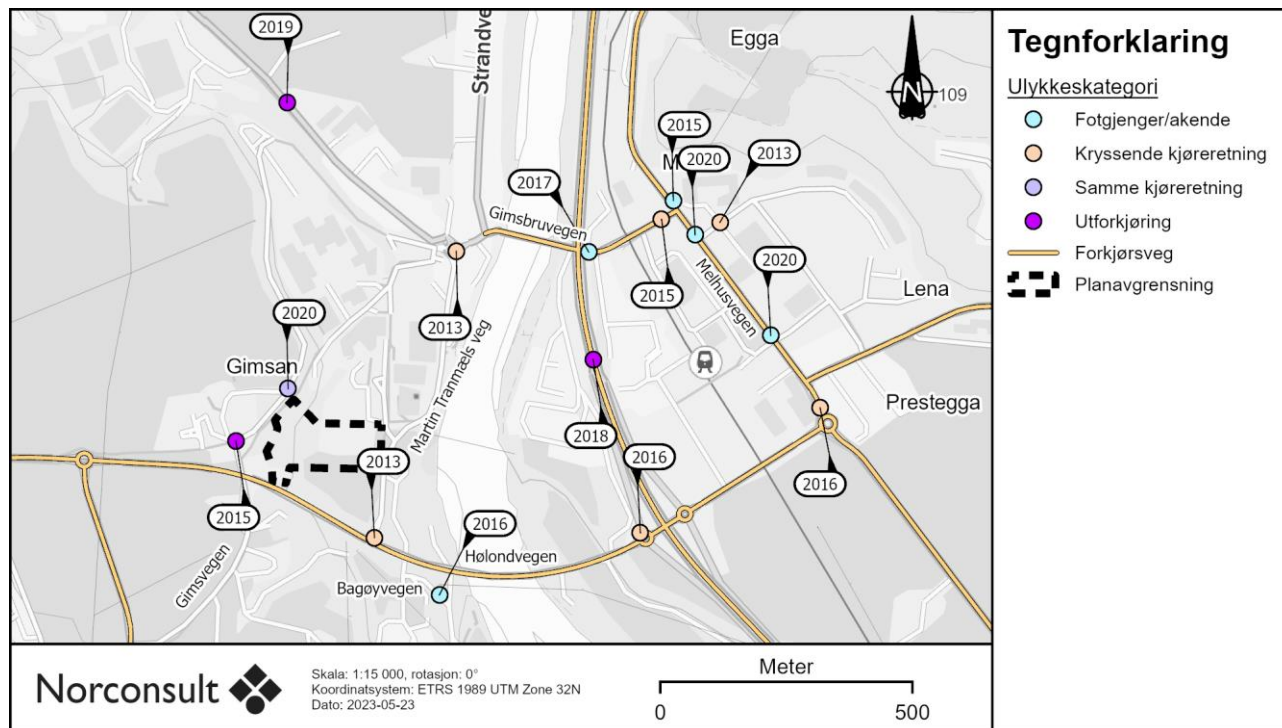 2019
Strandve
Egga
Tegnforklaring
Ulykkeskategori
N
109
Fotgjenger/akende
2015
M
2020
2013
Kryssende kjøreretning
2017
Gimsbruvegen
Samme kjøreretning
Utforkjøring
Forkjørsveg
Planavgrensning
2013
2015
Melhusvegen
Lena
2020
2020
Gimsan
Martin Tranmæls veg
Prestegga
2018
2013
2016
2016
2015
2016
Hølondvegen
Gimsvegen
Bagøyvegen
Norconsult
Skala: 1:15 000, rotasjon: 0°
Koordinatsystem: ETRS 1989 UTM Zone 32N
Dato: 2023-05-23
Meter
0 500